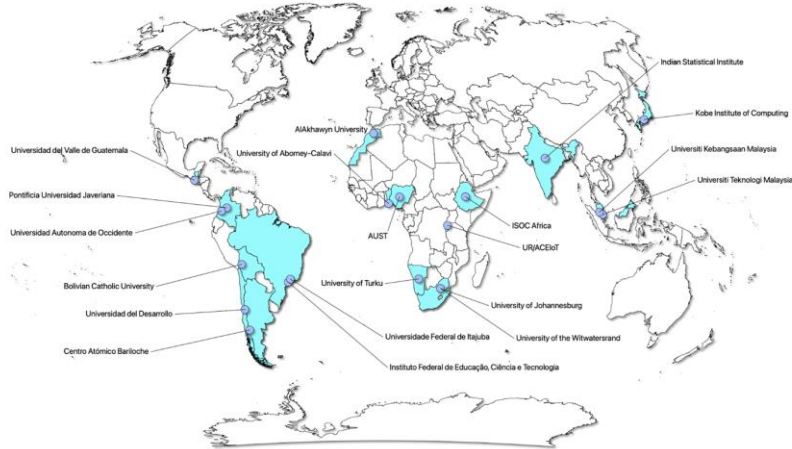 Indian Statistical Institute
Kobe Institute of Computing
AlAkhawyn University
Universidad del Valle de Guatemala
University of Abomey-Calavi
Universiti Kebangsaan Malaysia
Universiti Teknologi Malaysia
Pontificia Universidad Javeriana
ISOC Africa
Universidad Autonoma de Occidente
AUST
UR/ACEIoT
Bolivian Catholic University
University of Turku
University of Johannesburg
Universidad del Desarrollo
Universidade Federal de Itajuba
University of the Witwatersrand
Centro Atómico Bariloche
Instituto Federal de Educação, Ciência e Tecnologia